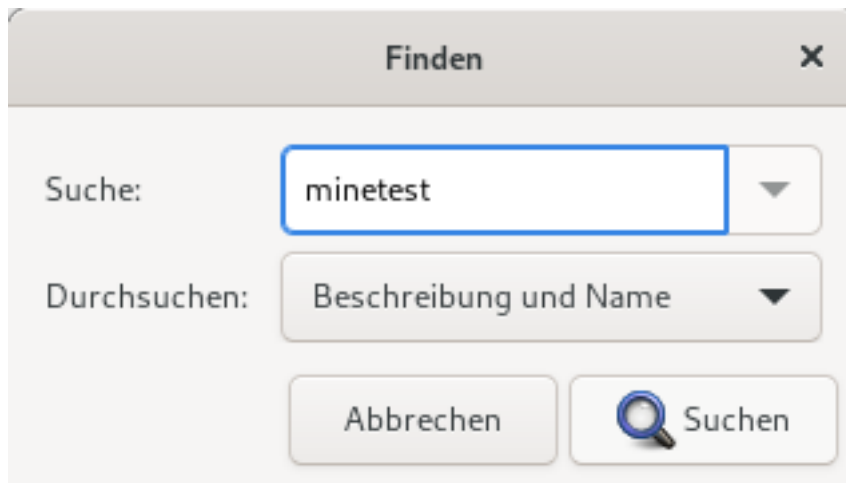 Finden
Suche: minetest
Durchsuchen: Beschreibung und Name
Abbrechen Suchen